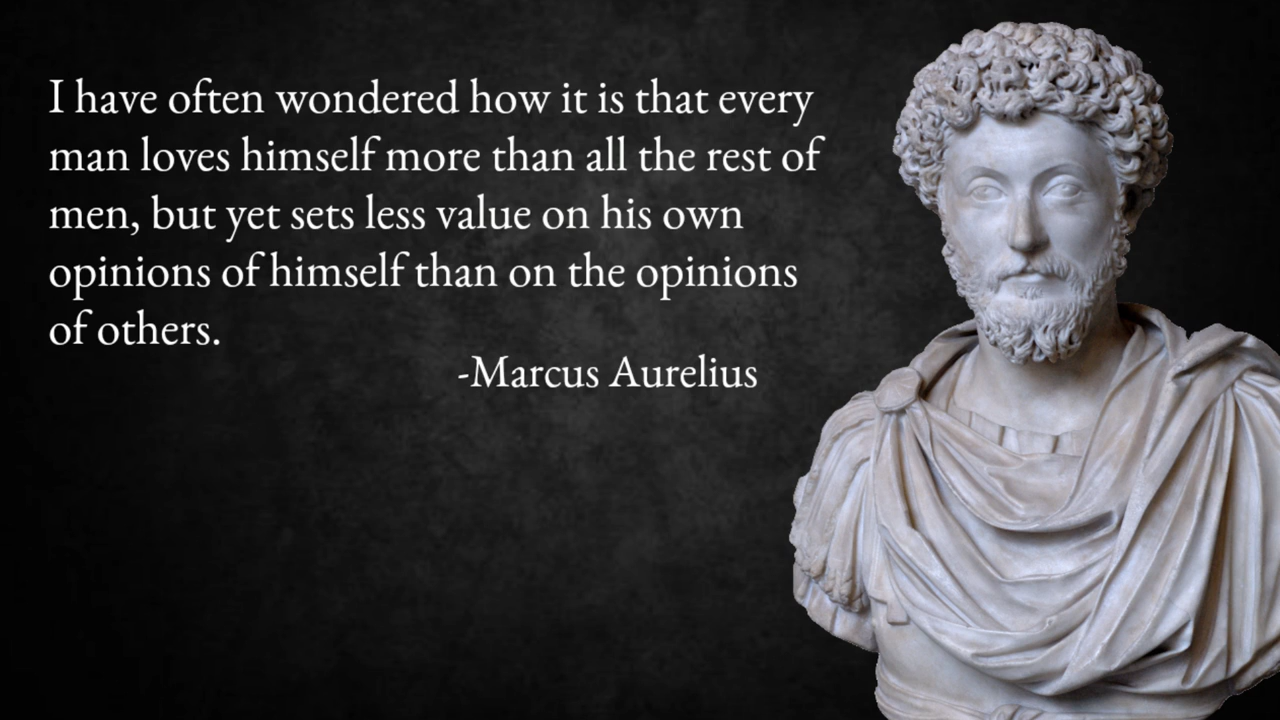 I have often wondered how it is that every
man loves himself more than all the rest of
men, but yet sets less value on his own
opinions of himself than on the opinions
of others.
-Marcus Aurelius